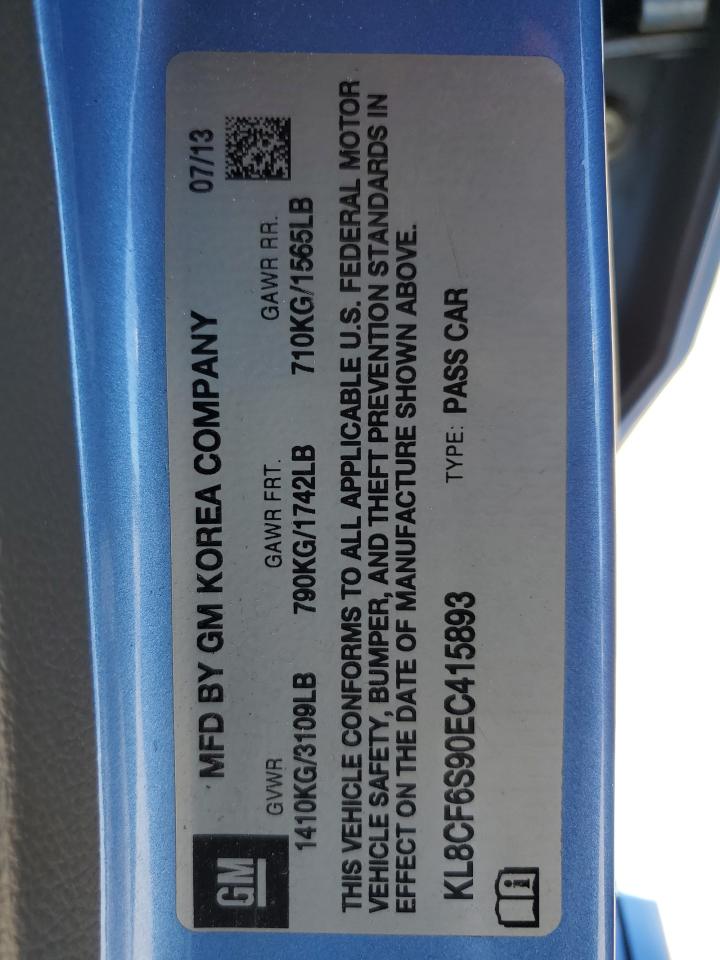 GM
MFD BY GM KOREA COMPANY 07/13
GVWR GAWR FRT. GAWR RR.
1410KG/3109LB 790KG/1742LB 710KG/1565LB
THIS VEHICLE CONFORMS TO ALL APPLICABLE U.S. FEDERAL MOTOR
VEHICLE SAFETY, BUMPER, AND THEFT PREVENTION STANDARDS IN
EFFECT ON THE DATE OF MANUFACTURE SHOWN ABOVE.
KL8CF6S90EC415893 TYPE: PASS CAR